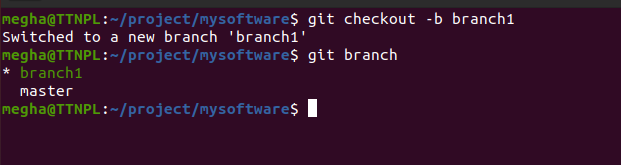 megha@TTNPL:~/project/mysoftware$ git checkout -b branch1
Switched to a new branch 'branch1'
megha@TTNPL:~/project/mysoftware$ git branch
* branch1
  master
megha@TTNPL:~/project/mysoftware$